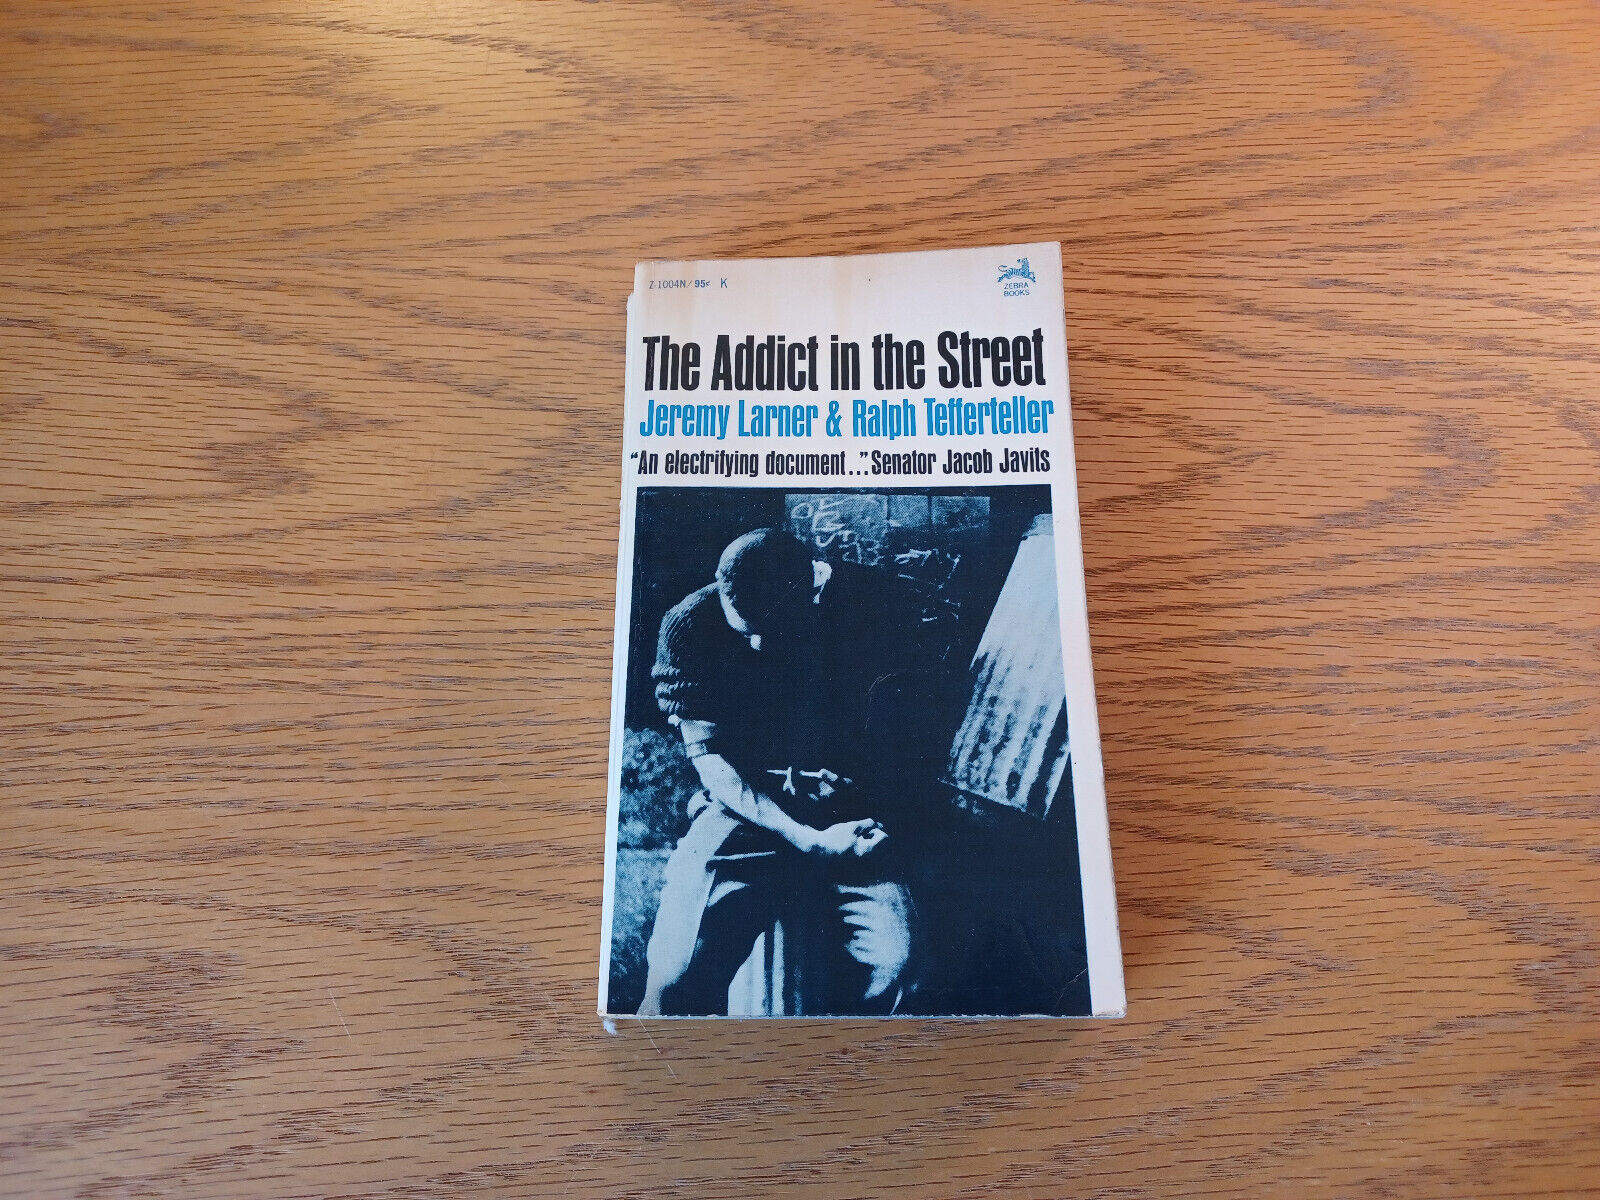 Z-1004N/95¢ K
ZEBRA
BOOKS
The Addict in the Street
Jeremy Larner & Ralph Tefferteller
"An electrifying document..." Senator Jacob Javits